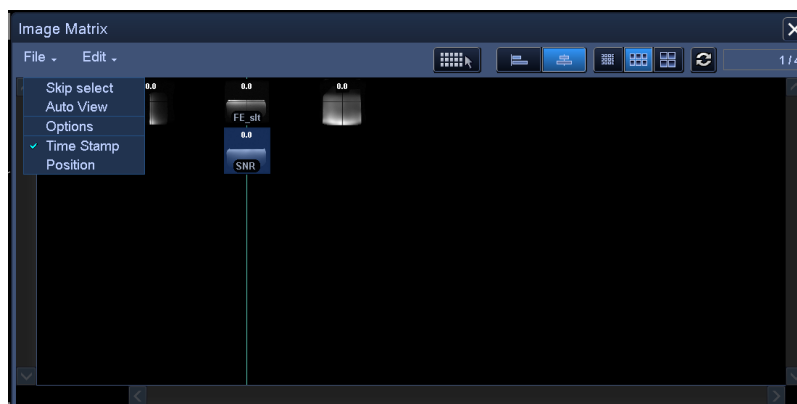 Image Matrix
File Edit
1 / 4
Skip select
Auto View
Options
Time Stamp
Position
0.0 0.0 0.0
FE_slt
0.0
SNR